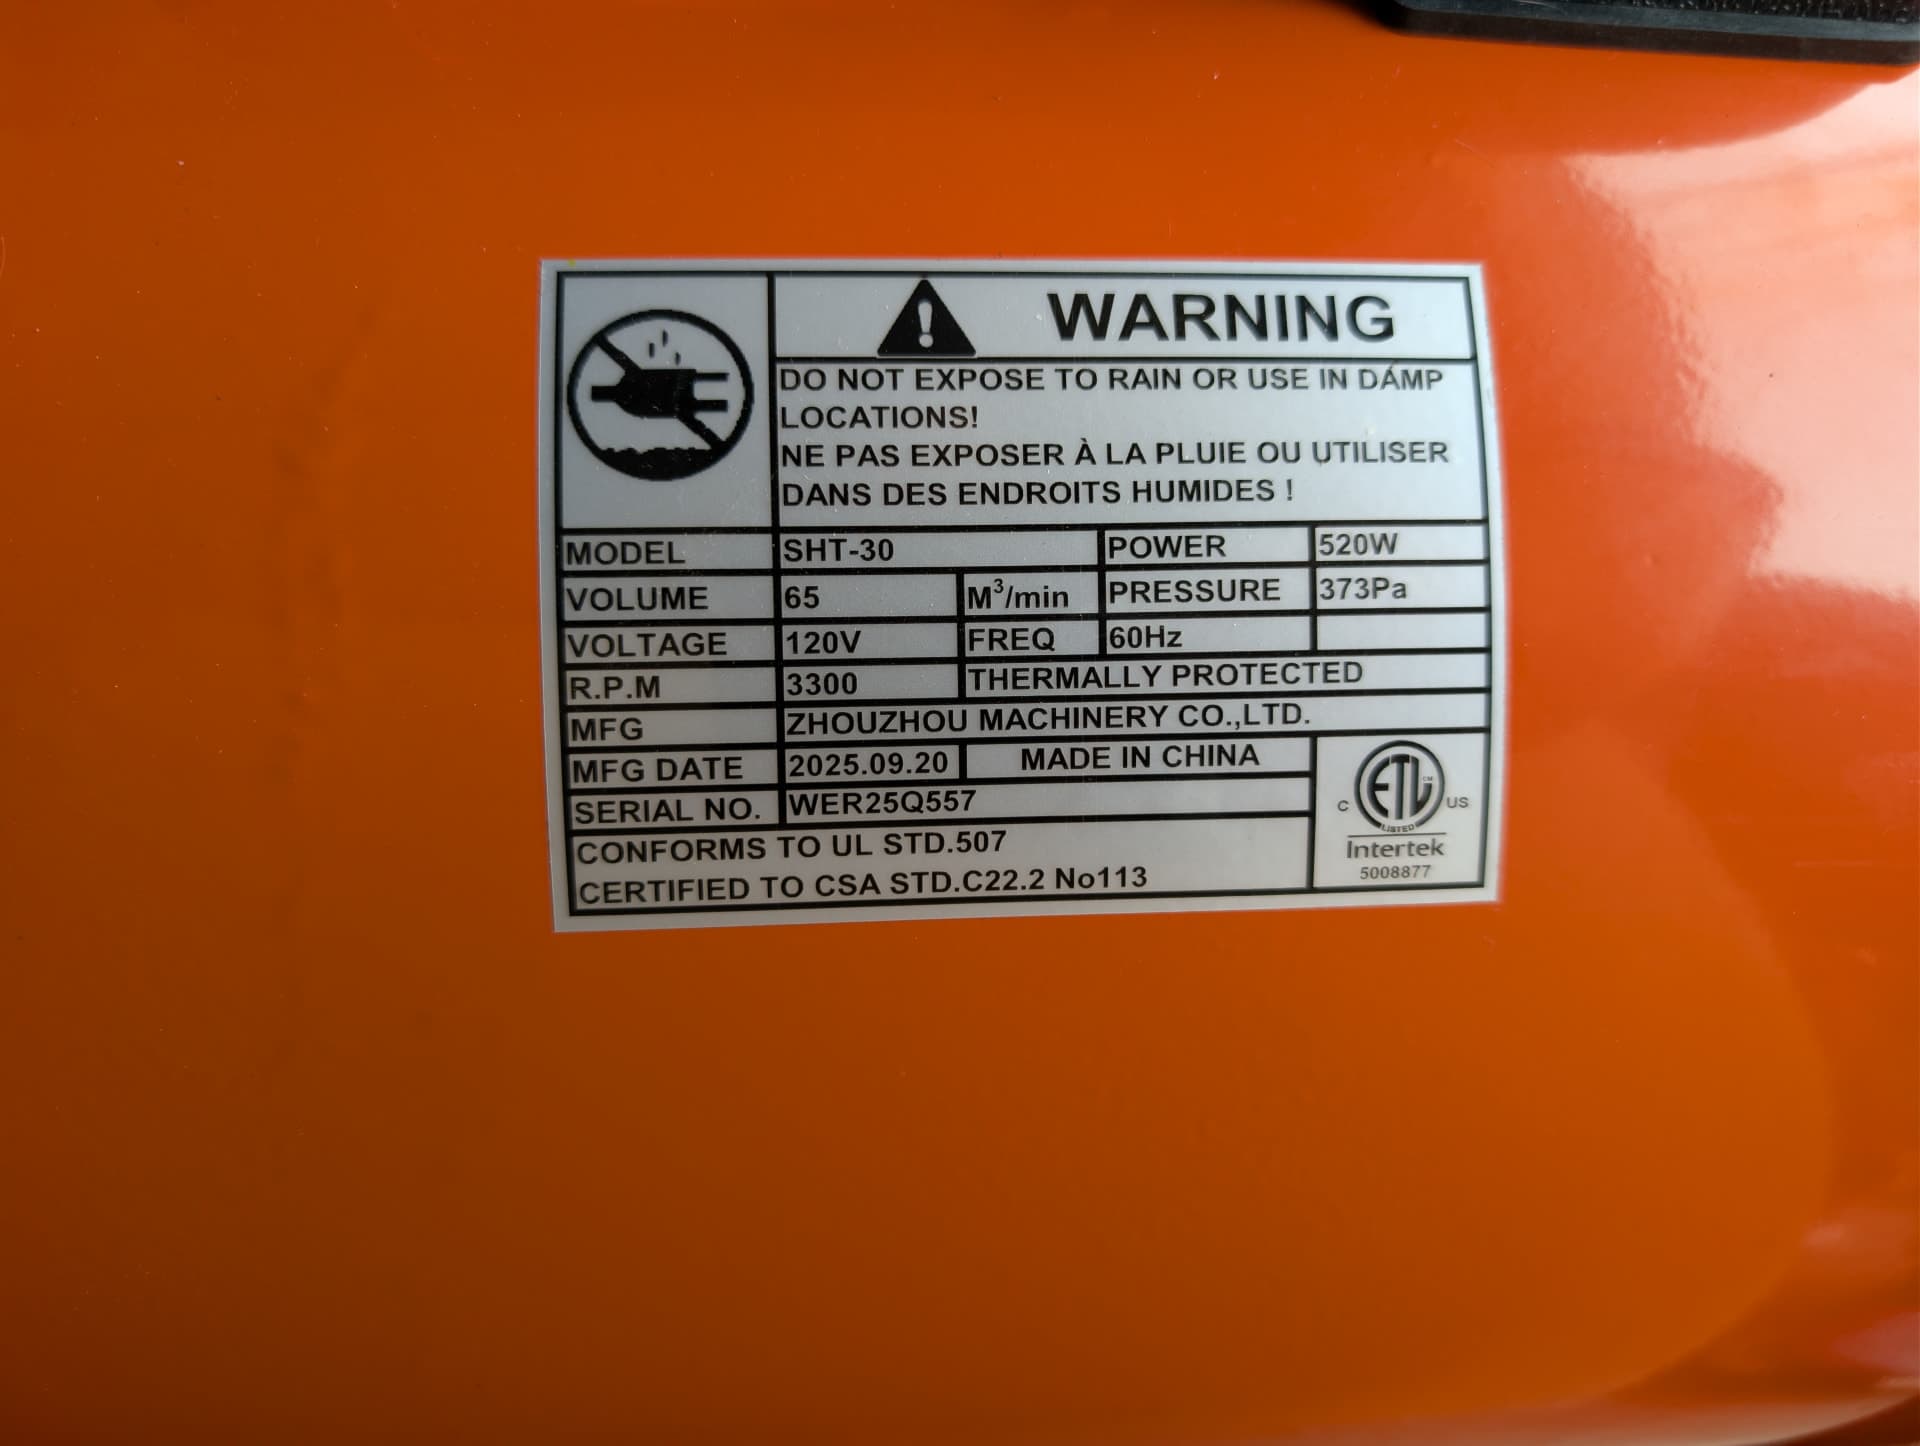 WARNING
DO NOT EXPOSE TO RAIN OR USE IN DAMP
LOCATIONS!
NE PAS EXPOSER À LA PLUIE OU UTILISER
DANS DES ENDROITS HUMIDES !
MODEL SHT-30 POWER 520W
VOLUME 65 M³/min PRESSURE 373Pa
VOLTAGE 120V FREQ 60Hz
R.P.M 3300 THERMALLY PROTECTED
MFG ZHOUZHOU MACHINERY CO.,LTD.
MFG DATE 2025.09.20 MADE IN CHINA
SERIAL NO. WER25Q557
CONFORMS TO UL STD.507
CERTIFIED TO CSA STD.C22.2 No113
ETL CM
C US
LISTED
Intertek
5008877